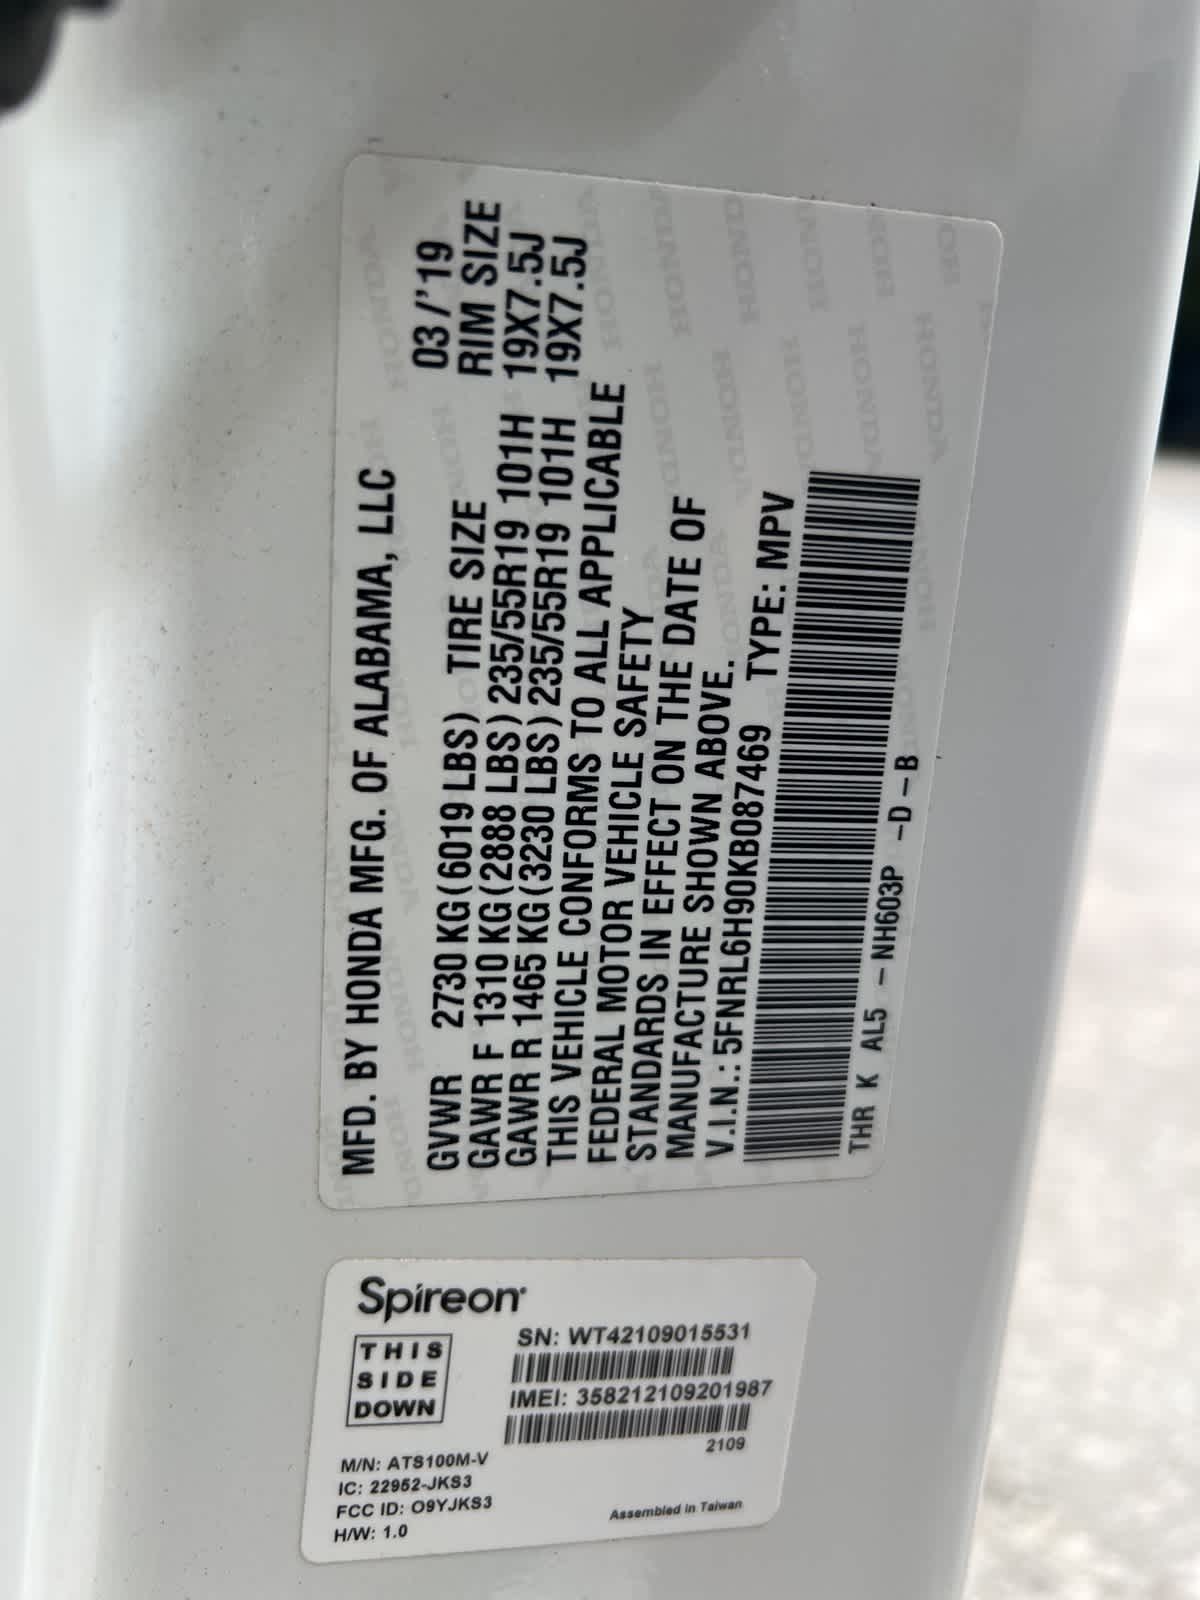 MFD. BY HONDA MFG. OF ALABAMA, LLC 03/'19
GVWR 2730 KG (6019 LBS) TIRE SIZE RIM SIZE
GAWR F 1310 KG (2888 LBS) 235/55R19 101H 19X7.5J
GAWR R 1465 KG (3230 LBS) 235/55R19 101H 19X7.5J
THIS VEHICLE CONFORMS TO ALL APPLICABLE
FEDERAL MOTOR VEHICLE SAFETY
STANDARDS IN EFFECT ON THE DATE OF
MANUFACTURE SHOWN ABOVE.
V.I.N.: 5FNRL6H90KB087469 TYPE: MPV
THR K AL5 -NH603P -D -B
Spireon
THIS
SIDE
DOWN
SN: WT42109015531
IMEI: 358212109201987
2109
M/N: ATS100M-V
IC: 22952-JKS3
FCC ID: O9YJKS3
H/W: 1.0
Assembled in Taiwan